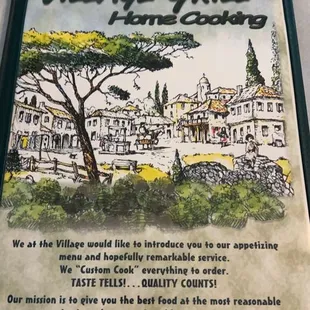 Home Cooking
We at the Village would like to introduce you to our appetizing
menu and hopefully remarkable service.
We "Custom Cook" everything to order.
TASTE TELLS!...QUALITY COUNTS!
Our mission is to give you the best food at the most reasonable